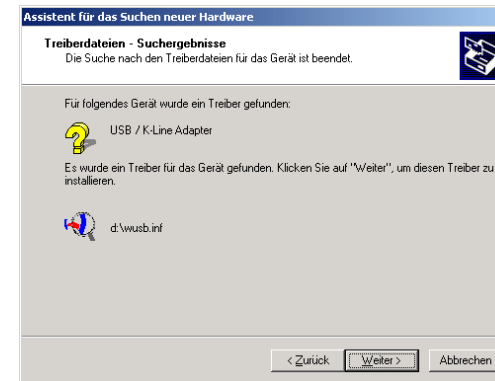 Assistent für das Suchen neuer Hardware
Treiberdateien - Suchergebnisse
Die Suche nach den Treiberdateien für das Gerät ist beendet.
Für folgendes Gerät wurde ein Treiber gefunden:
USB / K-Line Adapter
Es wurde ein Treiber für das Gerät gefunden. Klicken Sie auf "Weiter", um diesen Treiber zu
installieren.
d:\wusb.inf
< Zurück Weiter > Abbrechen